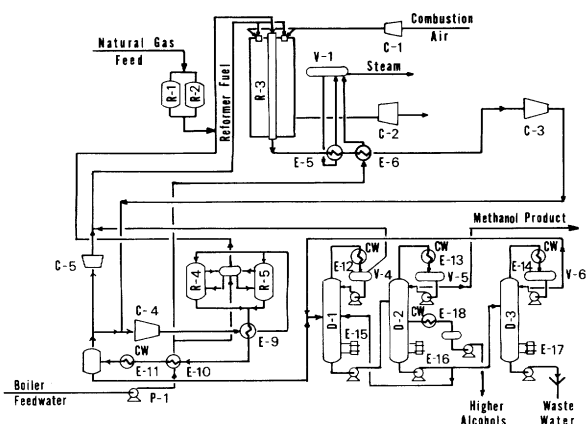 Combustion
Air
C-1
Natural Gas
Feed
V-1
Steam
R-1
R-2
Reformer Fuel
R-3
C-2
C-3
E-5
E-6
Methanol Product
C-5
CW
E-12
V-4
CW
E-13
V-5
CW
E-14
V-6
R-4
R-5
C-4
E-9
D-1
E-15
D-2
CW
E-18
E-16
D-3
E-17
CW
E-11
E-10
Boiler
Feedwater
P-1
Higher
Alcohols
Waste
Water